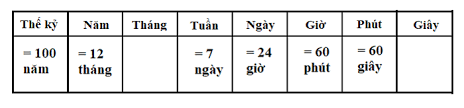 Thế kỷ Năm Tháng Tuần Ngày Giờ Phút Giây
= 100 năm = 12 tháng = 7 ngày = 24 giờ = 60 phút = 60 giây